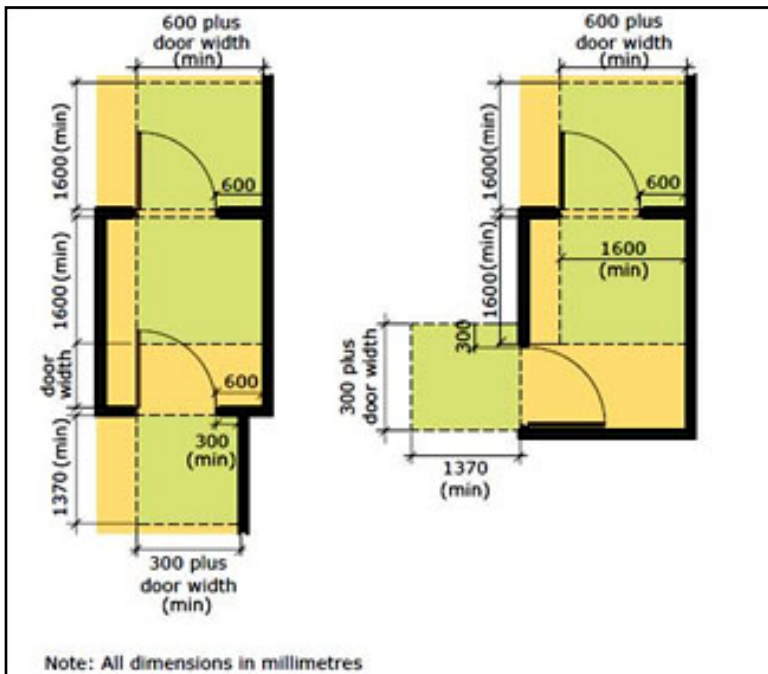 600 plus
door width
(min)
1600 (min)
600
1600 (min)
door
width
600
300
(min)
1370 (min)
300 plus
door width
(min)
600 plus
door width
(min)
1600 (min)
600
1600 (min)
1600
(min)
300 plus
door width
300
1370
(min)
Note: All dimensions in millimetres